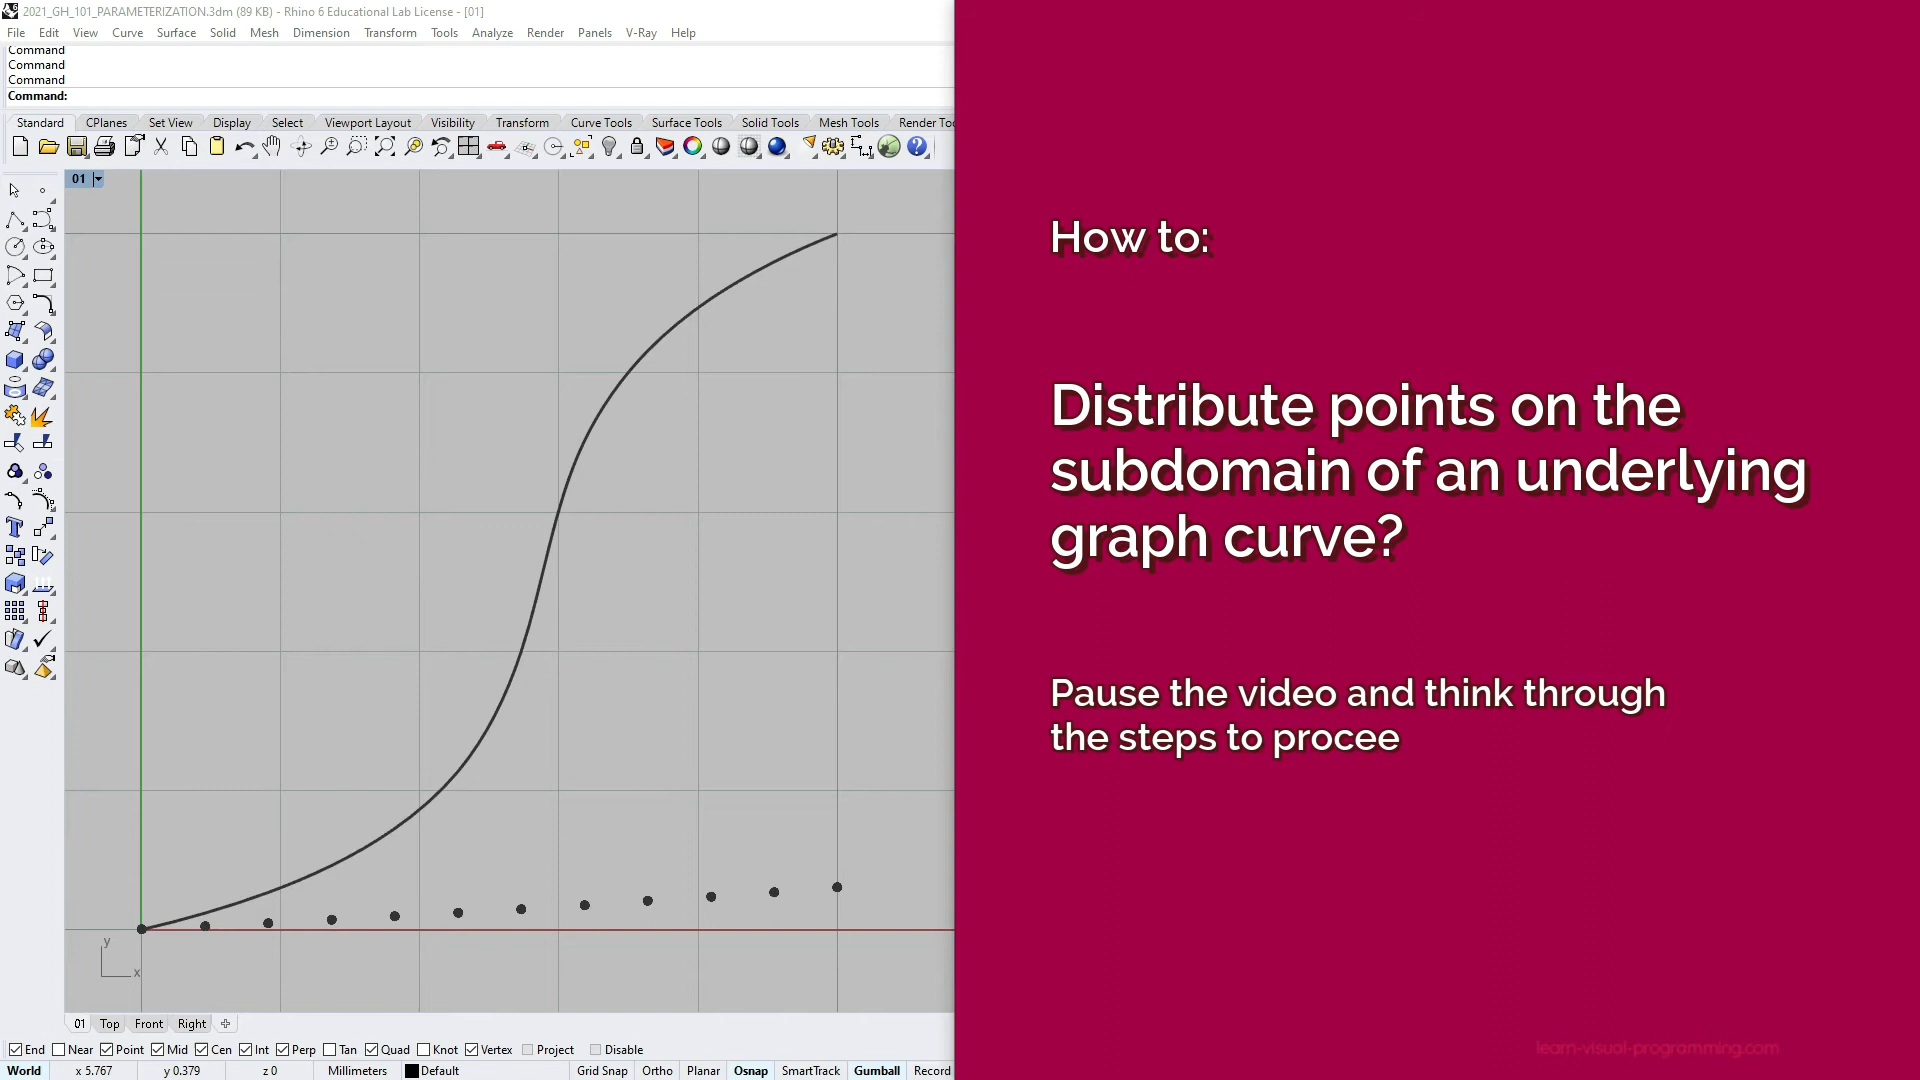 2021_GH_101_PARAMETERIZATION.3dm (89 KB) - Rhino 6 Educational Lab License - [01]
File Edit View Curve Surface Solid Mesh Dimension Transform Tools Analyze Render Panels V-Ray Help
Command
Command
Command
Command:
Standard CPlanes Set View Display Select Viewport Layout Visibility Transform Curve Tools Surface Tools Solid Tools Mesh Tools Render Too
01
How to:
Distribute points on the
subdomain of an underlying
graph curve?
Pause the video and think through
the steps to procee
y
x
01 Top Front Right
End Near Point Mid Cen Int Perp Tan Quad Knot Vertex Project Disable
learn-visual-programming.com
World x 5.767 y 0.379 z 0 Millimeters Default Grid Snap Ortho Planar Osnap SmartTrack Gumball Record